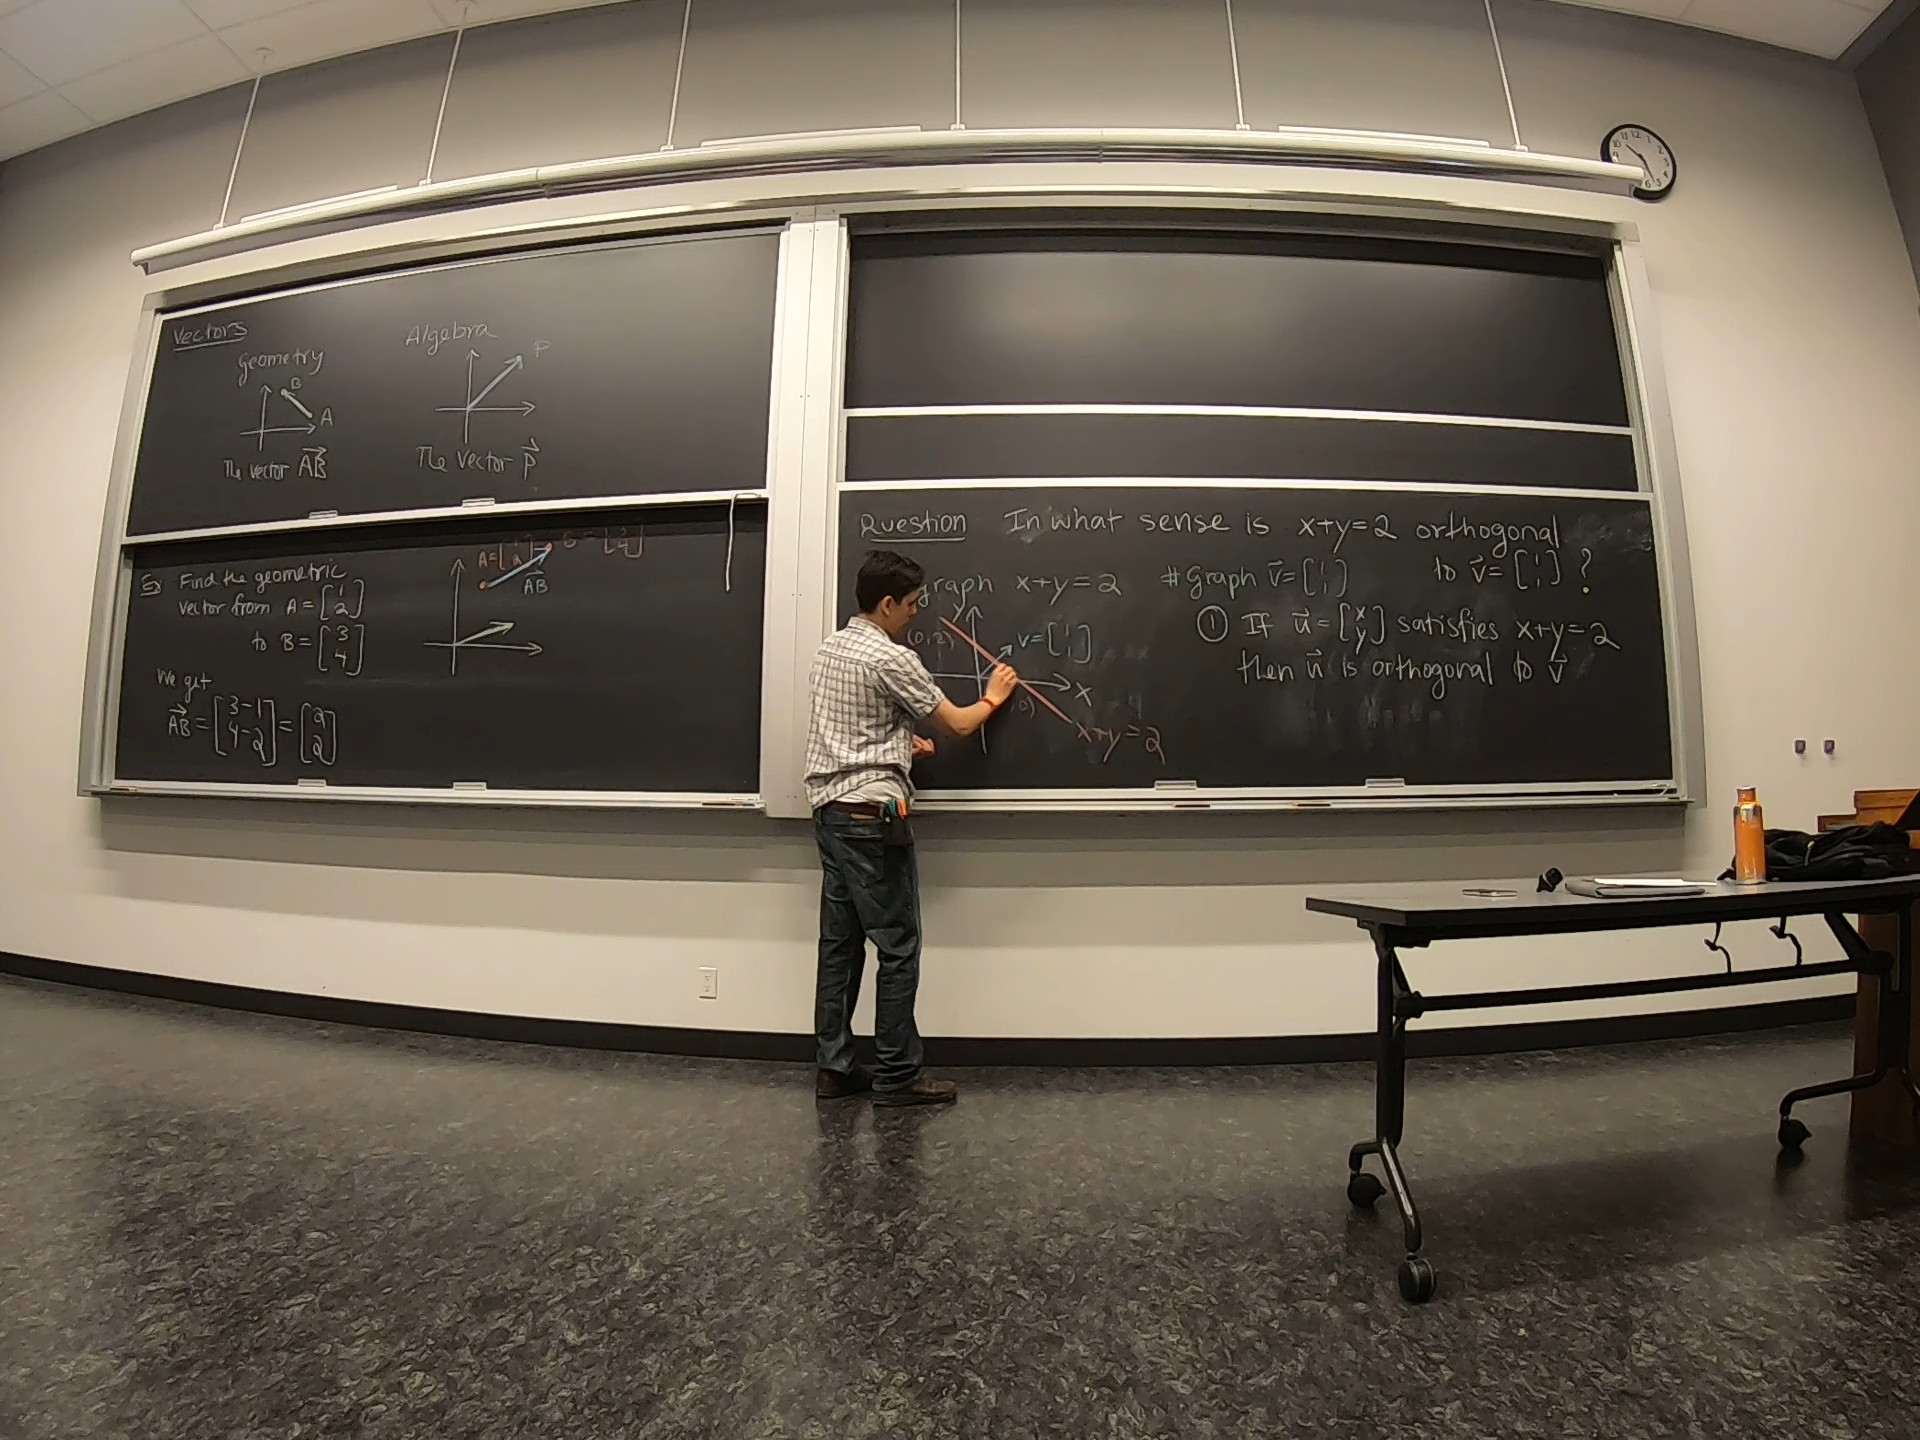 Vectors
Geometry
B
A
The vector AB
Algebra
P
The vector P
Ex Find the geometric
vector from A = [1 2]
to B = [3 4]
We get
AB = [3-1 4-2] = [2 2]
AB
Question In what sense is x+y=2 orthogonal
to v = [1 1] ?
graph x+y=2
# Graph v = [1 1]
y
(0,2)
v = [1 1]
x
x+y=2
① If u = [x y] satisfies x+y=2
then u is orthogonal to v